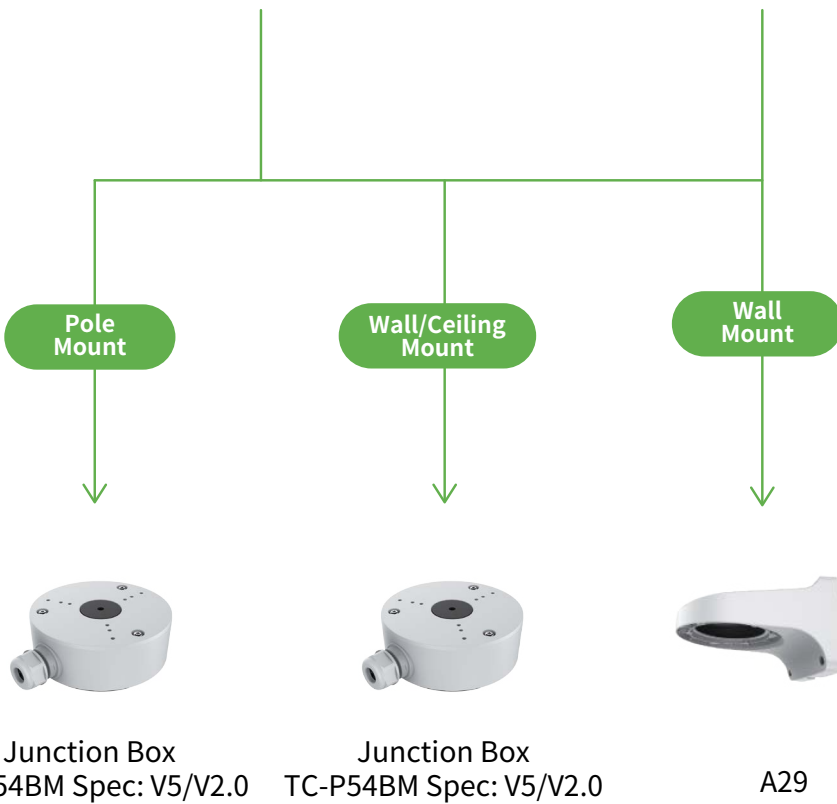 Pole
Mount
Wall/Ceiling
Mount
Wall
Mount
Junction Box
54BM Spec: V5/V2.0
Junction Box
TC-P54BM Spec: V5/V2.0
A29